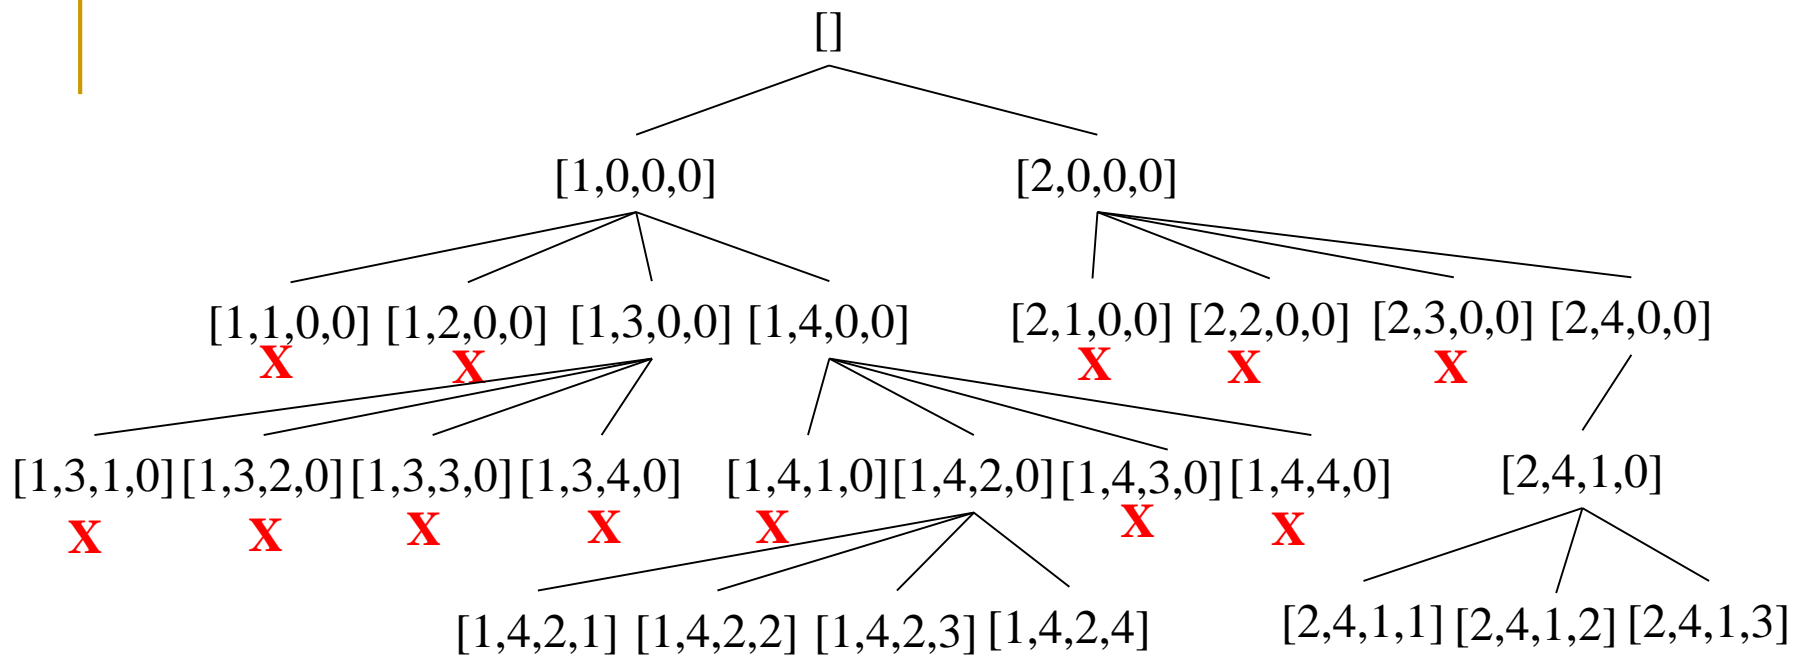 []
[1,0,0,0] [2,0,0,0]
[1,1,0,0] [1,2,0,0] [1,3,0,0] [1,4,0,0] [2,1,0,0] [2,2,0,0] [2,3,0,0] [2,4,0,0]
X X X X X
[1,3,1,0] [1,3,2,0] [1,3,3,0] [1,3,4,0] [1,4,1,0] [1,4,2,0] [1,4,3,0] [1,4,4,0] [2,4,1,0]
X X X X X X X
[1,4,2,1] [1,4,2,2] [1,4,2,3] [1,4,2,4] [2,4,1,1] [2,4,1,2] [2,4,1,3]